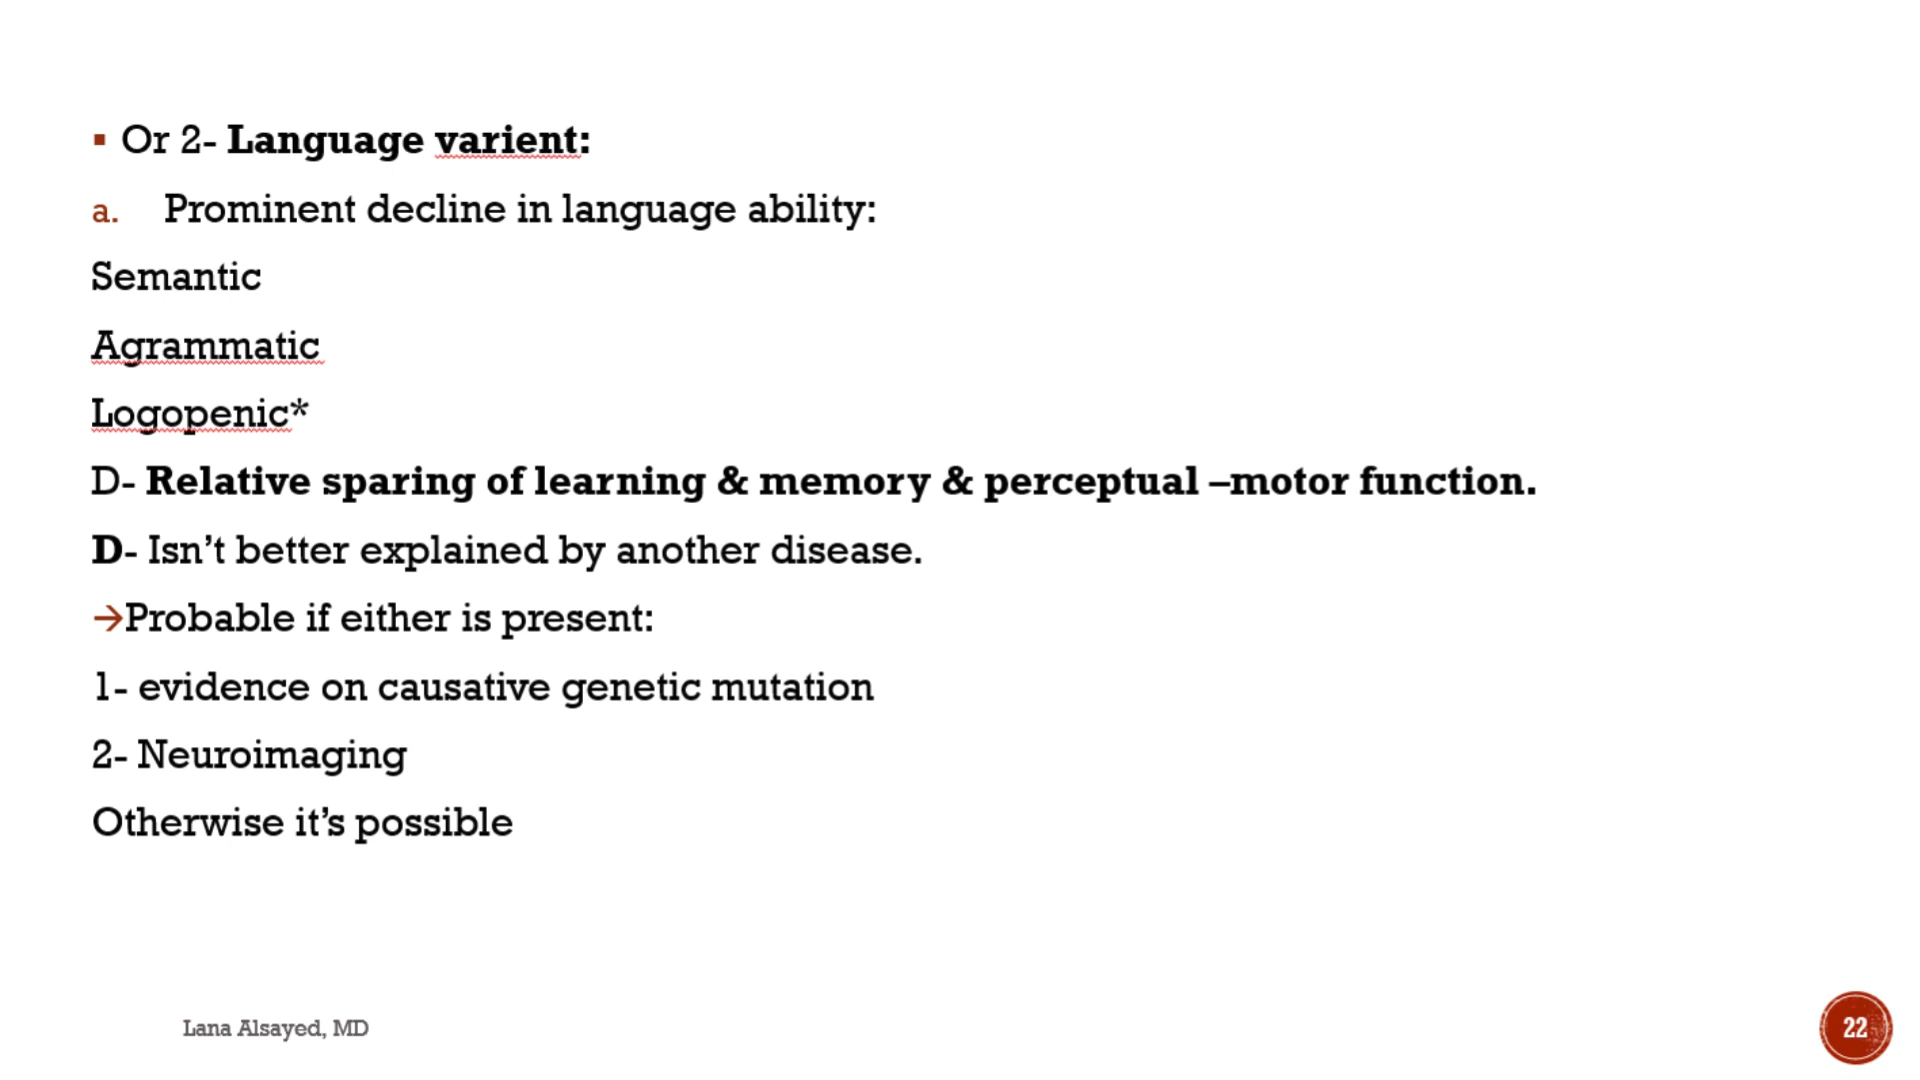 ▪ Or 2- Language varient:
a. Prominent decline in language ability:
Semantic
Agrammatic
Logopenic*
D- Relative sparing of learning & memory & perceptual –motor function.
D- Isn’t better explained by another disease.
→Probable if either is present:
1- evidence on causative genetic mutation
2- Neuroimaging
Otherwise it’s possible
Lana Alsayed, MD
22